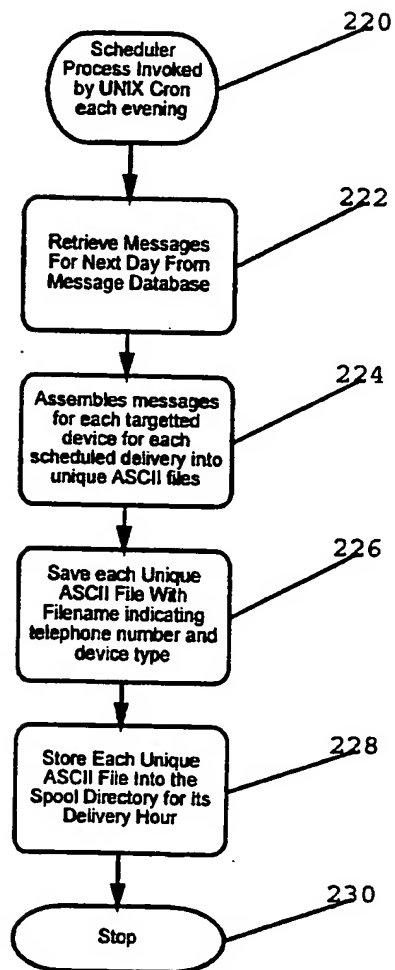 220
Scheduler
Process Invoked
by UNIX Cron
each evening
222
Retrieve Messages
For Next Day From
Message Database
224
Assembles messages
for each targetted
device for each
scheduled delivery into
unique ASCII files
226
Save each Unique
ASCII File With
Filename indicating
telephone number and
device type
228
Store Each Unique
ASCII File Into the
Spool Directory for Its
Delivery Hour
230
Stop